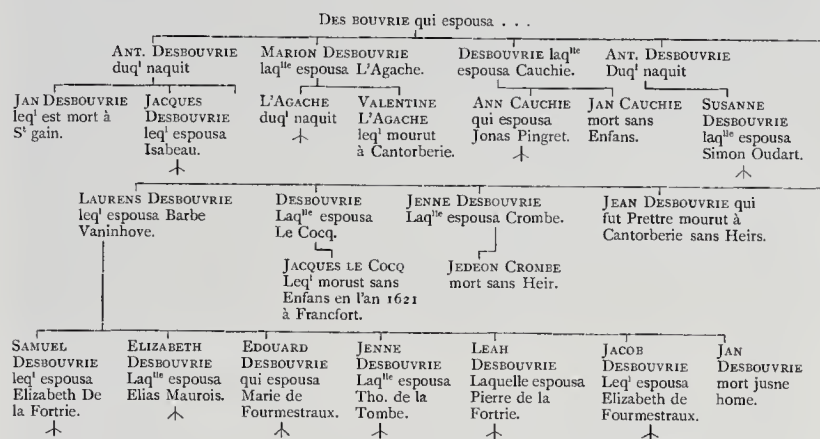 DES BOUVRIE qui espousa . . .
ANT. DESBOUVRIE
duqˡ naquit
MARION DESBOUVRIE
laqˡˡᵉ espousa L'Agache.
DESBOUVRIE laqˡˡᵉ
espousa Cauchie.
ANT. DESBOUVRIE
Duqˡ naquit
JAN DESBOUVRIE
leqˡ est mort à
Sᵗ gain.
JACQUES
DESBOUVRIE
leqˡ espousa
Isabeau.
L'AGACHE
duqˡ naquit
VALENTINE
L'AGACHE
leqˡ mourut
à Cantorberie.
ANN CAUCHIE
qui espousa
Jonas Pingret.
JAN CAUCHIE
mort sans
Enfans.
SUSANNE
DESBOUVRIE
laqˡˡᵉ espousa
Simon Oudart.
LAURENS DESBOUVRIE
leqˡ espousa Barbe
Vaninhove.
DESBOUVRIE
Laqˡˡᵉ espousa
Le Cocq.
JENNE DESBOUVRIE
Laqˡˡᵉ espousa Crombe.
JEAN DESBOUVRIE qui
fut Prettre mourut à
Cantorberie sans Heirs.
JACQUES LE COCQ
Leqˡ morust sans
Enfans en l'an 1621
à Francfort.
JEDEON CROMBE
mort sans Heir.
SAMUEL
DESBOUVRIE
leqˡ espousa
Elizabeth De
la Fortrie.
ELIZABETH
DESBOUVRIE
Laqˡˡᵉ espousa
Elias Maurois.
EDOUARD
DESBOUVRIE
qui espousa
Marie de
Fourmestraux.
JENNE
DESBOUVRIE
Laqˡˡᵉ espousa
Tho. de la
Tombe.
LEAH
DESBOUVRIE
Laquelle espousa
Pierre de la
Fortrie.
JACOB
DESBOUVRIE
Leqˡ espousa
Elizabeth de
Fourmestraux.
JAN
DESBOUVRIE
mort jusne
home.